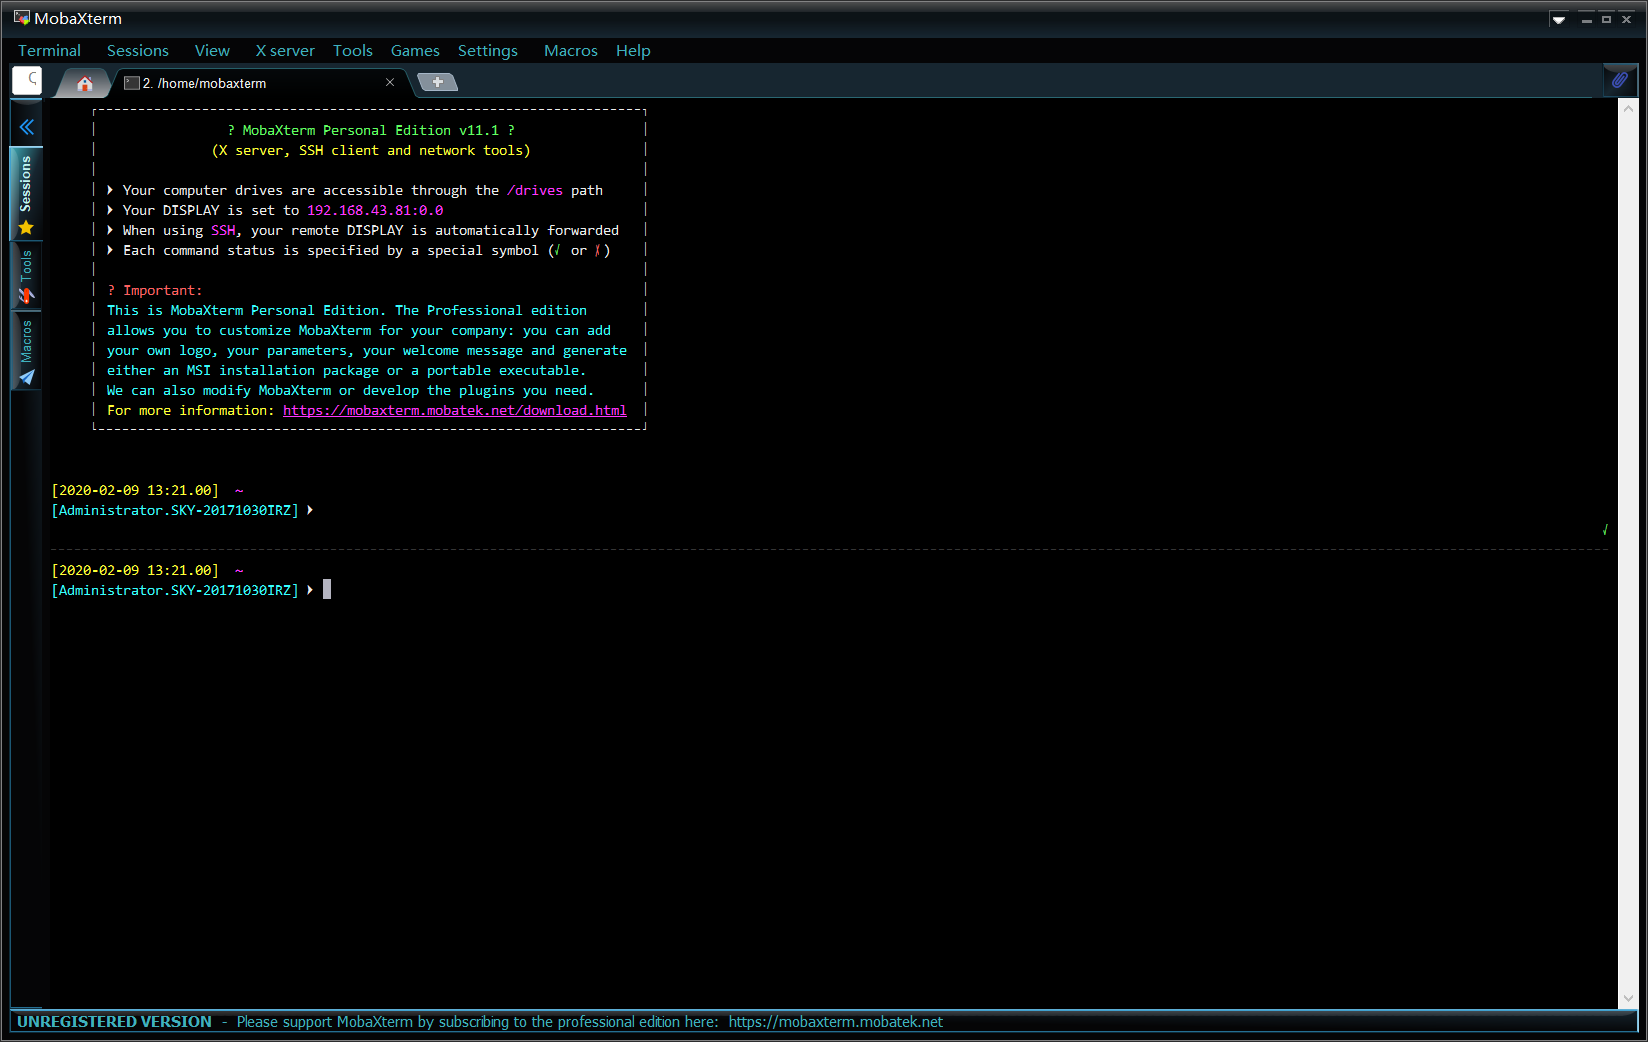 MobaXterm
Terminal Sessions View X server Tools Games Settings Macros Help
2. /home/mobaxterm
Sessions
Tools
Macros
? MobaXterm Personal Edition v11.1 ?
(X server, SSH client and network tools)
Your computer drives are accessible through the /drives path
Your DISPLAY is set to 192.168.43.81:0.0
When using SSH, your remote DISPLAY is automatically forwarded
Each command status is specified by a special symbol (√ or ╳)
? Important:
This is MobaXterm Personal Edition. The Professional edition
allows you to customize MobaXterm for your company: you can add
your own logo, your parameters, your welcome message and generate
either an MSI installation package or a portable executable.
We can also modify MobaXterm or develop the plugins you need.
For more information: https://mobaxterm.mobatek.net/download.html
[2020-02-09 13:21.00] ~
[Administrator.SKY-20171030IRZ]
√
[2020-02-09 13:21.00] ~
[Administrator.SKY-20171030IRZ]
UNREGISTERED VERSION - Please support MobaXterm by subscribing to the professional edition here: https://mobaxterm.mobatek.net